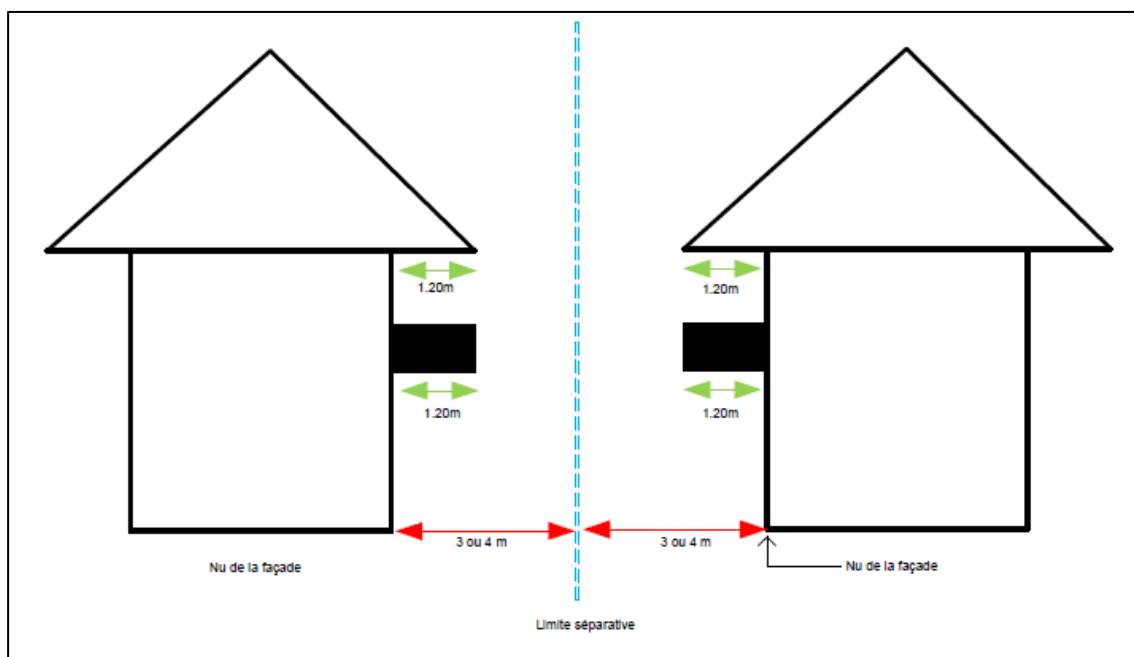 1.20m
1.20m
1.20m
1.20m
3 ou 4 m
3 ou 4 m
Nu de la façade
Nu de la façade
Limite séparative